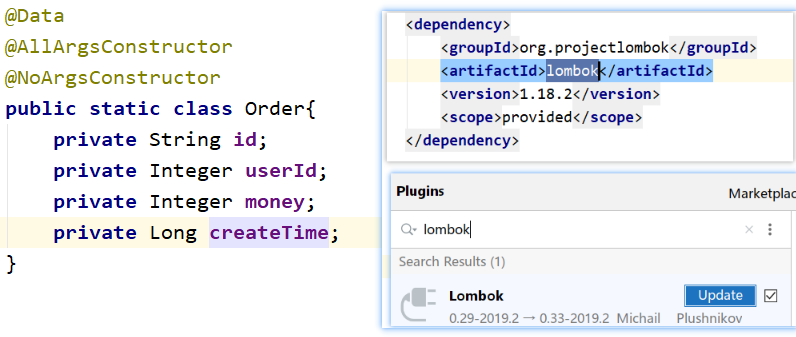 @Data
@AllArgsConstructor
@NoArgsConstructor
public static class Order{
private String id;
private Integer userId;
private Integer money;
private Long createTime;
}
<dependency>
<groupId>org.projectlombok</groupId>
<artifactId>lombok</artifactId>
<version>1.18.2</version>
<scope>provided</scope>
</dependency>
Plugins
Marketplac
lombok
Search Results (1)
Lombok
Update
0.29-2019.2 → 0.33-2019.2 Michail Plushnikov